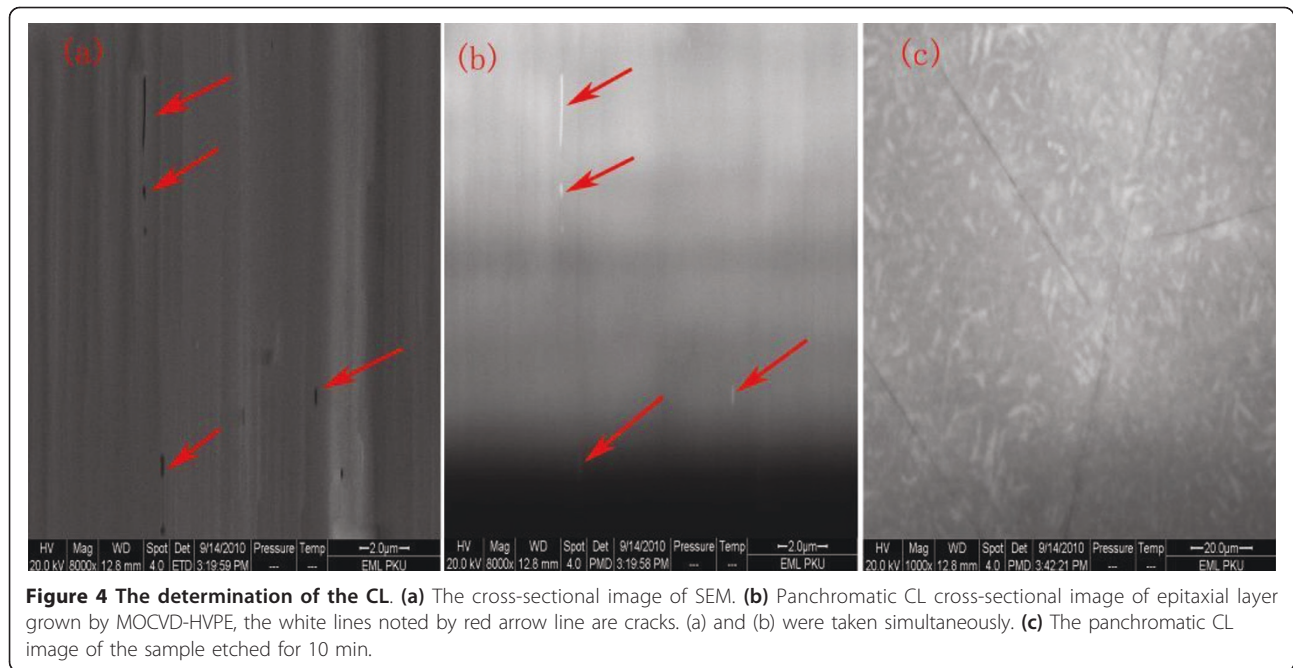 (a)
(b)
(c)
HV Mag WD Spot Det 9/14/2010 Pressure Temp 2.0µm
20.0 kV 8000x 12.8 mm 4.0 ETD 3:19:59 PM --- --- EML PKU
HV Mag WD Spot Det 9/14/2010 Pressure Temp 2.0µm
20.0 kV 8000x 12.8 mm 4.0 PMD 3:19:58 PM --- --- EML PKU
HV Mag WD Spot Det 9/14/2010 Pressure Temp 20.0µm
20.0 kV 1000x 12.8 mm 4.0 PMD 3:42:21 PM --- --- EML PKU
Figure 4 The determination of the CL. (a) The cross-sectional image of SEM. (b) Panchromatic CL cross-sectional image of epitaxial layer
grown by MOCVD-HVPE, the white lines noted by red arrow line are cracks. (a) and (b) were taken simultaneously. (c) The panchromatic CL
image of the sample etched for 10 min.